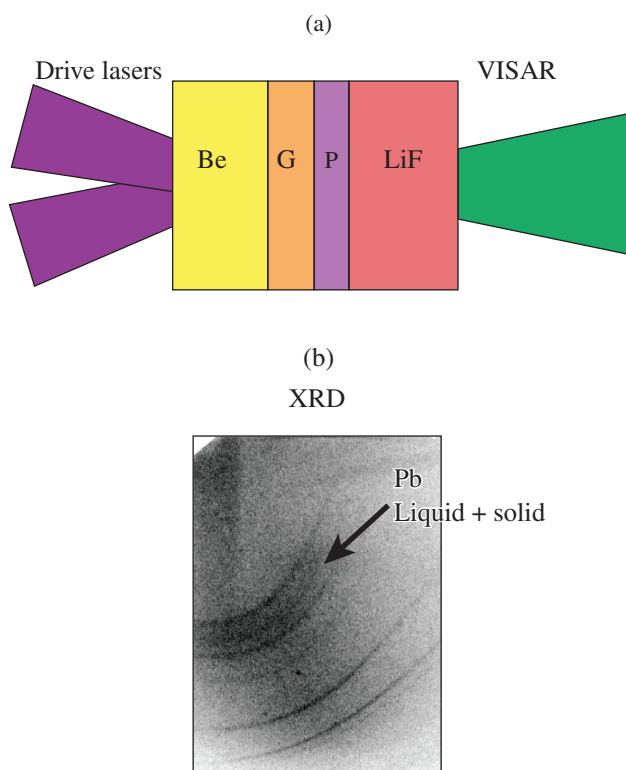 (a)
Drive lasers
VISAR
Be
G
P
LiF
(b)
XRD
Pb
Liquid + solid